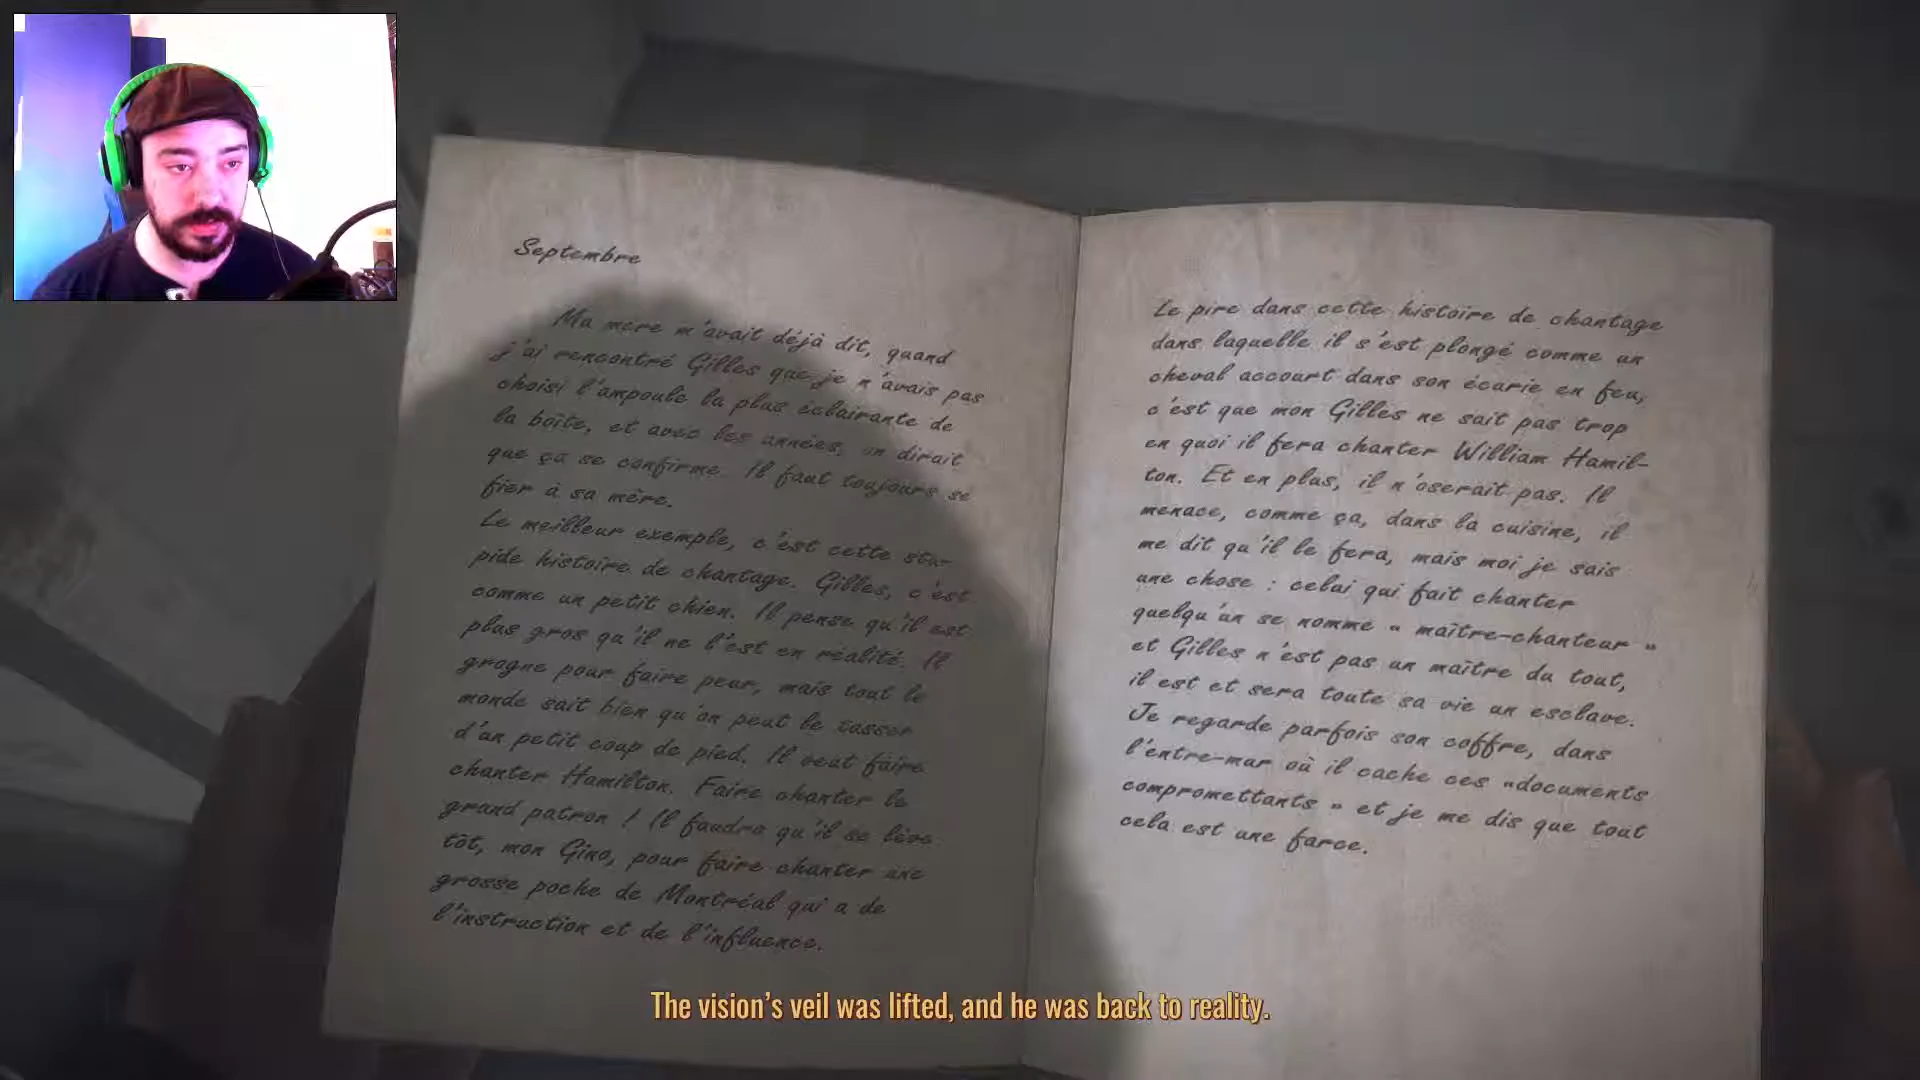 Septembre
Ma mere m'avait déjà dit, quand
j'ai rencontré Gilles que je n'avais pas
choisi l'ampoule la plus éclairante de
la boîte, et avec les années, on dirait
que ça se confirme. Il faut toujours se
fier à sa mère.
Le meilleur exemple, c'est cette stu-
pide histoire de chantage. Gilles, c'est
comme un petit chien. Il pense qu'il est
plus gros qu'il ne l'est en réalité. Il
grogne pour faire peur, mais tout le
monde sait bien qu'on peut le tasser
d'un petit coup de pied. Il veut faire
chanter Hamilton. Faire chanter le
grand patron ! Il faudra qu'il se lève
tôt, mon Gino, pour faire chanter une
grosse poche de Montréal qui a de
l'instruction et de l'influence.
Le pire dans cette histoire de chantage
dans laquelle il s'est plongé comme un
cheval accourt dans son écurie en feu,
c'est que mon Gilles ne sait pas trop
en quoi il fera chanter William Hamil-
ton. Et en plus, il n'oserait pas. Il
menace, comme ça, dans la cuisine, il
me dit qu'il le fera, mais moi je sais
une chose : celui qui fait chanter
quelqu'un se nomme « maître-chanteur »
et Gilles n'est pas un maître du tout,
il est et sera toute sa vie un esclave.
Je regarde parfois son coffre, dans
l'entre-mur où il cache ces «documents
compromettants » et je me dis que tout
cela est une farce.
The vision's veil was lifted, and he was back to reality.